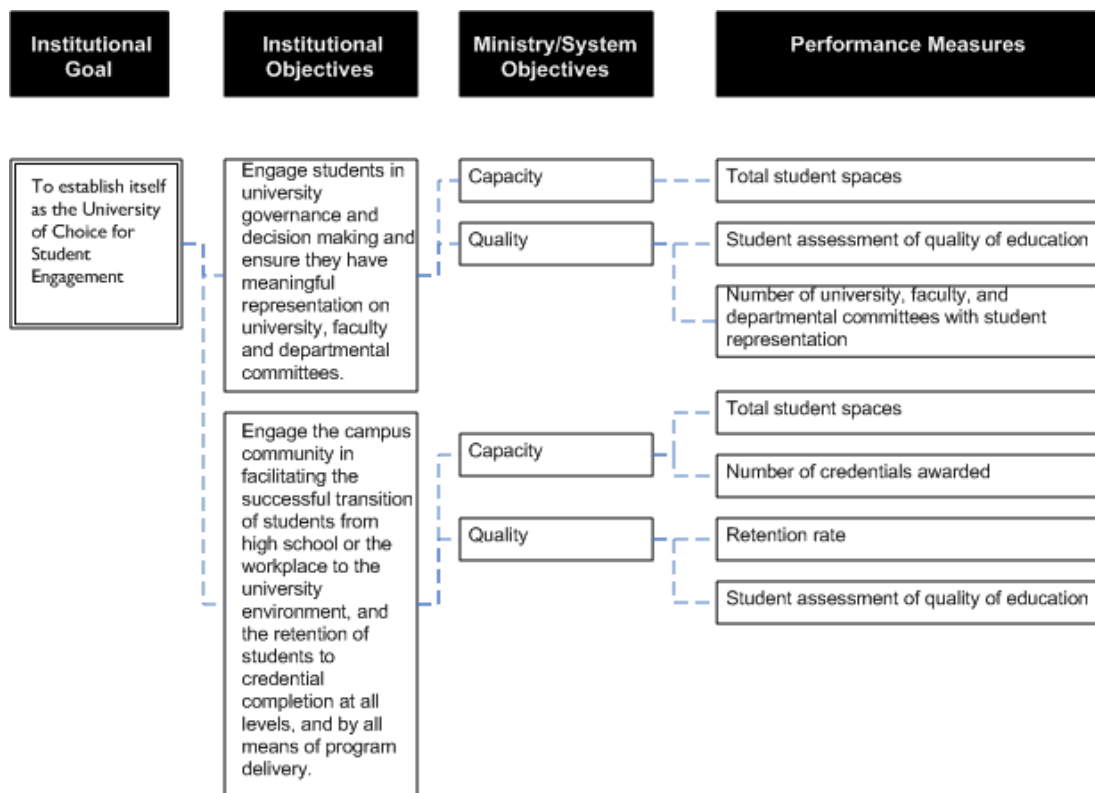 Institutional
Goal
Institutional
Objectives
Ministry/System
Objectives
Performance Measures
To establish itself
as the University
of Choice for
Student
Engagement
Engage students in
university
governance and
decision making and
ensure they have
meaningful
representation on
university, faculty
and departmental
committees.
Capacity
Total student spaces
Quality
Student assessment of quality of education
Number of university, faculty, and
departmental committees with student
representation
Engage the campus
community in
facilitating the
successful transition
of students from
high school or the
workplace to the
university
environment, and
the retention of
students to
credential
completion at all
levels, and by all
means of program
delivery.
Capacity
Total student spaces
Number of credentials awarded
Quality
Retention rate
Student assessment of quality of education